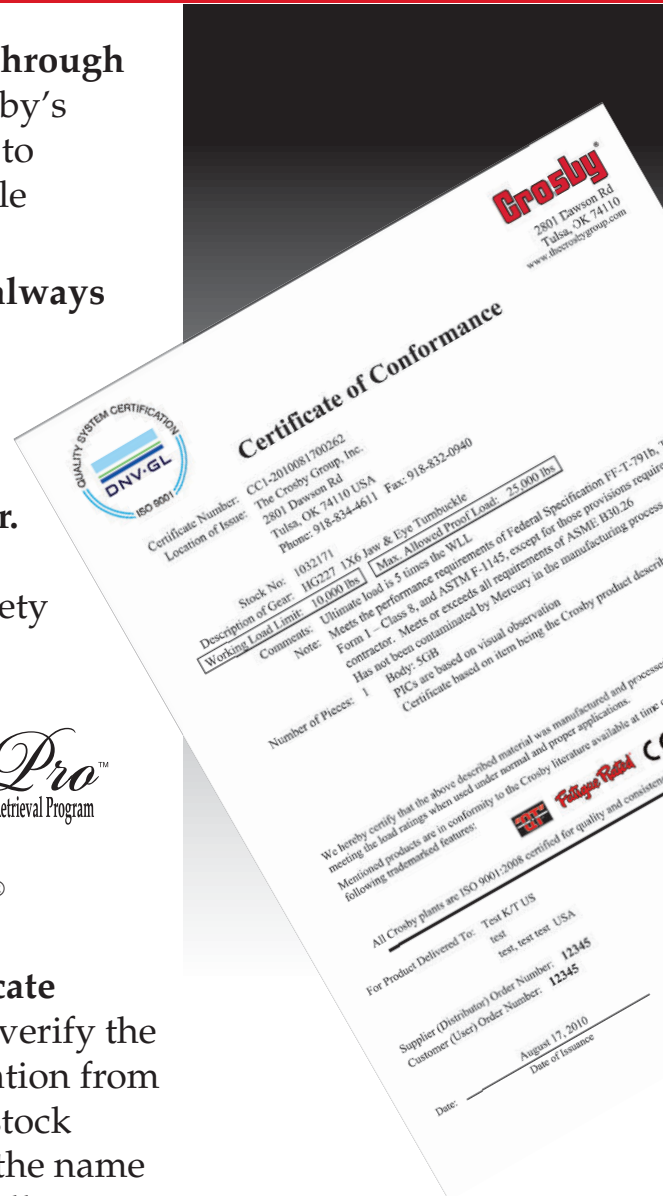 hrough
by's
to
le
always
r.
ety
Pro™
etrieval Program
©
cate
verify the
ation from
stock
the name
Crosby®
2801 Dawson Rd
Tulsa, OK 74110
www.thecrosbygroup.com
QUALITY SYSTEM CERTIFICATION
DNV·GL
ISO 9001
Certificate of Conformance
Certificate Number: CC1-2010081700262
Location of Issue: The Crosby Group, Inc.
2801 Dawson Rd
Tulsa, OK 74110 USA
Phone: 918-834-4611 Fax: 918-832-0940
Stock No: 1032171
Description of Gear: HG227 1X6 Jaw & Eye Turnbuckle
Working Load Limit: 10,000 lbs Max. Allowed Proof Load: 25,000 lbs
Comments: Ultimate load is 5 times the WLL
Note: Meets the performance requirements of Federal Specification FF-T-791b, T
Form 1 – Class 8, and ASTM F-1145, except for those provisions require
contractor. Meets or exceeds all requirements of ASME B30.26
Has not been contaminated by Mercury in the manufacturing process
Number of Pieces: 1 Body: 5GB
PICs are based on visual observation
Certificate based on item being the Crosby product describ
We hereby certify that the above described material was manufactured and processe
meeting the load ratings when used under normal and proper applications.
Mentioned products are in conformity to the Crosby literature available at time o
following trademarked features:
QT Fatigue Rated CE
All Crosby plants are ISO 9001:2008 certified for quality and consistenc
For Product Delivered To: Test K/T US
test
test, test test USA
Supplier (Distributor) Order Number: 12345
Customer (User) Order Number: 12345
Date: August 17, 2010
Date of Issuance